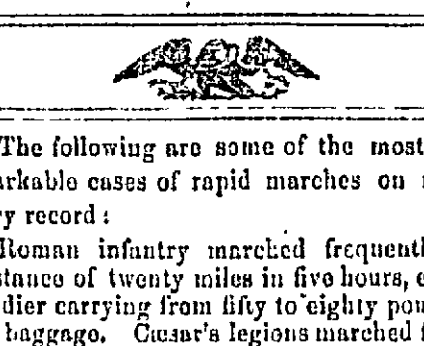 The following are some of the most
arkable cases of rapid marches on
ry record :
Roman infantry marched frequentl
stance of twenty miles in five hours,
dier carrying from fifty to eighty pou
baggage. Cæsar's legions marched